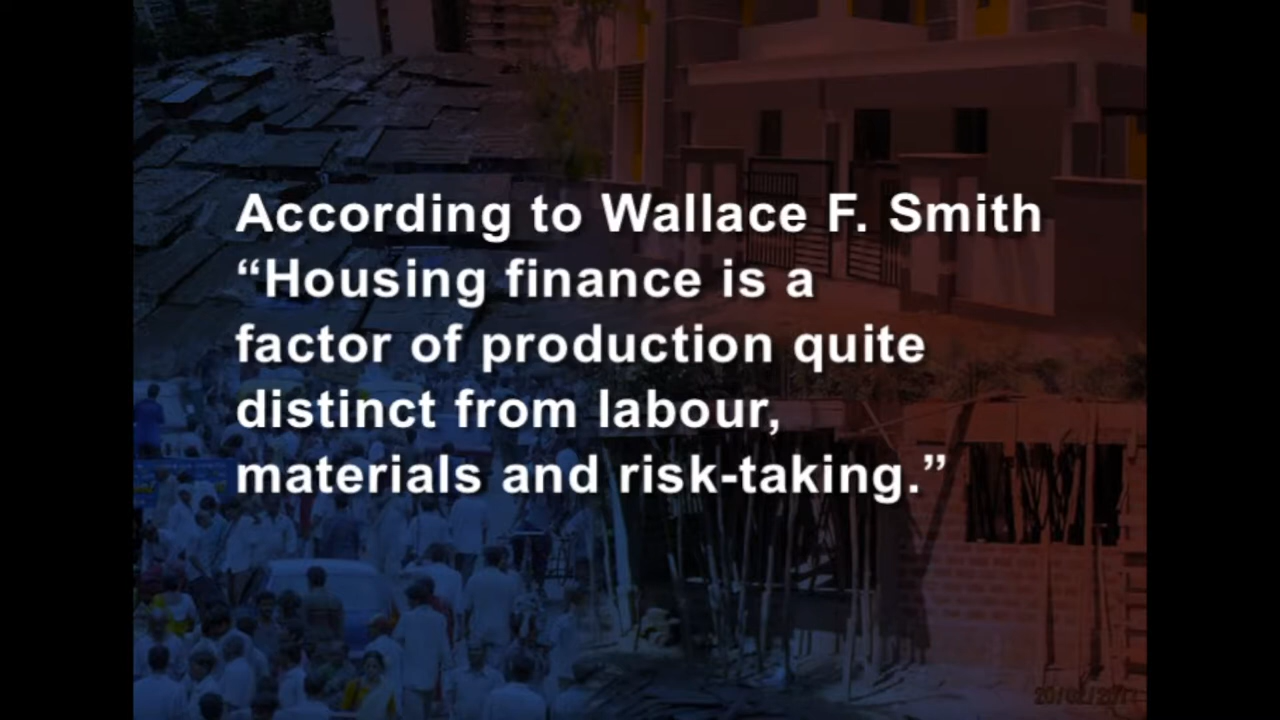 According to Wallace F. Smith
“Housing finance is a
factor of production quite
distinct from labour,
materials and risk-taking.”